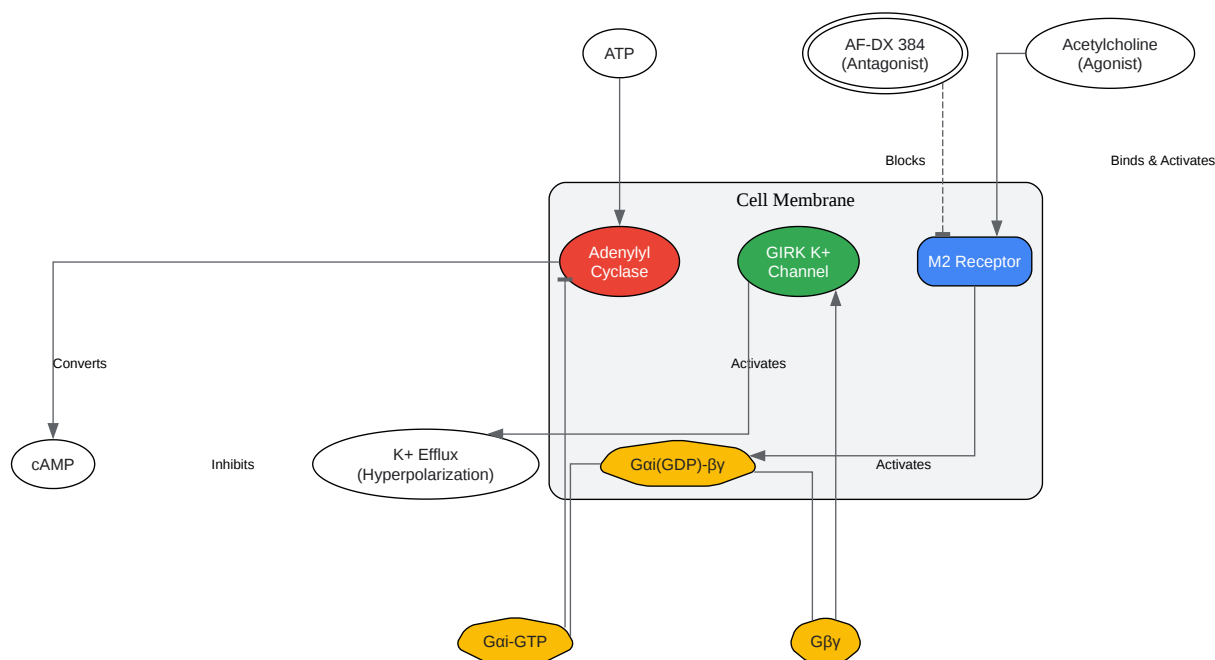 ATP
AF-DX 384
(Antagonist)
Acetylcholine
(Agonist)
Blocks
Binds & Activates
Cell Membrane
Adenylyl
Cyclase
GIRK K+
Channel
M2 Receptor
Converts
Activates
cAMP
Inhibits
K+ Efflux
(Hyperpolarization)
Gαi(GDP)-βγ
Activates
Gαi-GTP
Gβγ